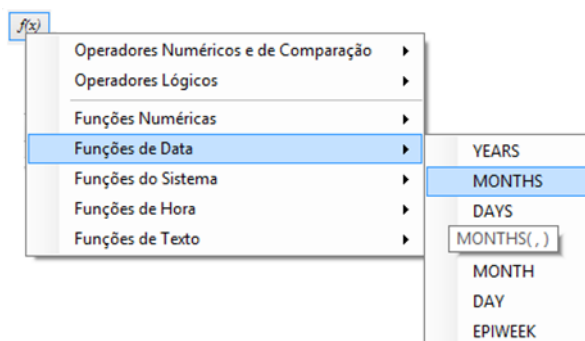 f(x)
Operadores Numéricos e de Comparação
Operadores Lógicos
Funções Numéricas
Funções de Data
Funções do Sistema
Funções de Hora
Funções de Texto
YEARS
MONTHS
DAYS
MONTHS( , )
MONTH
DAY
EPIWEEK